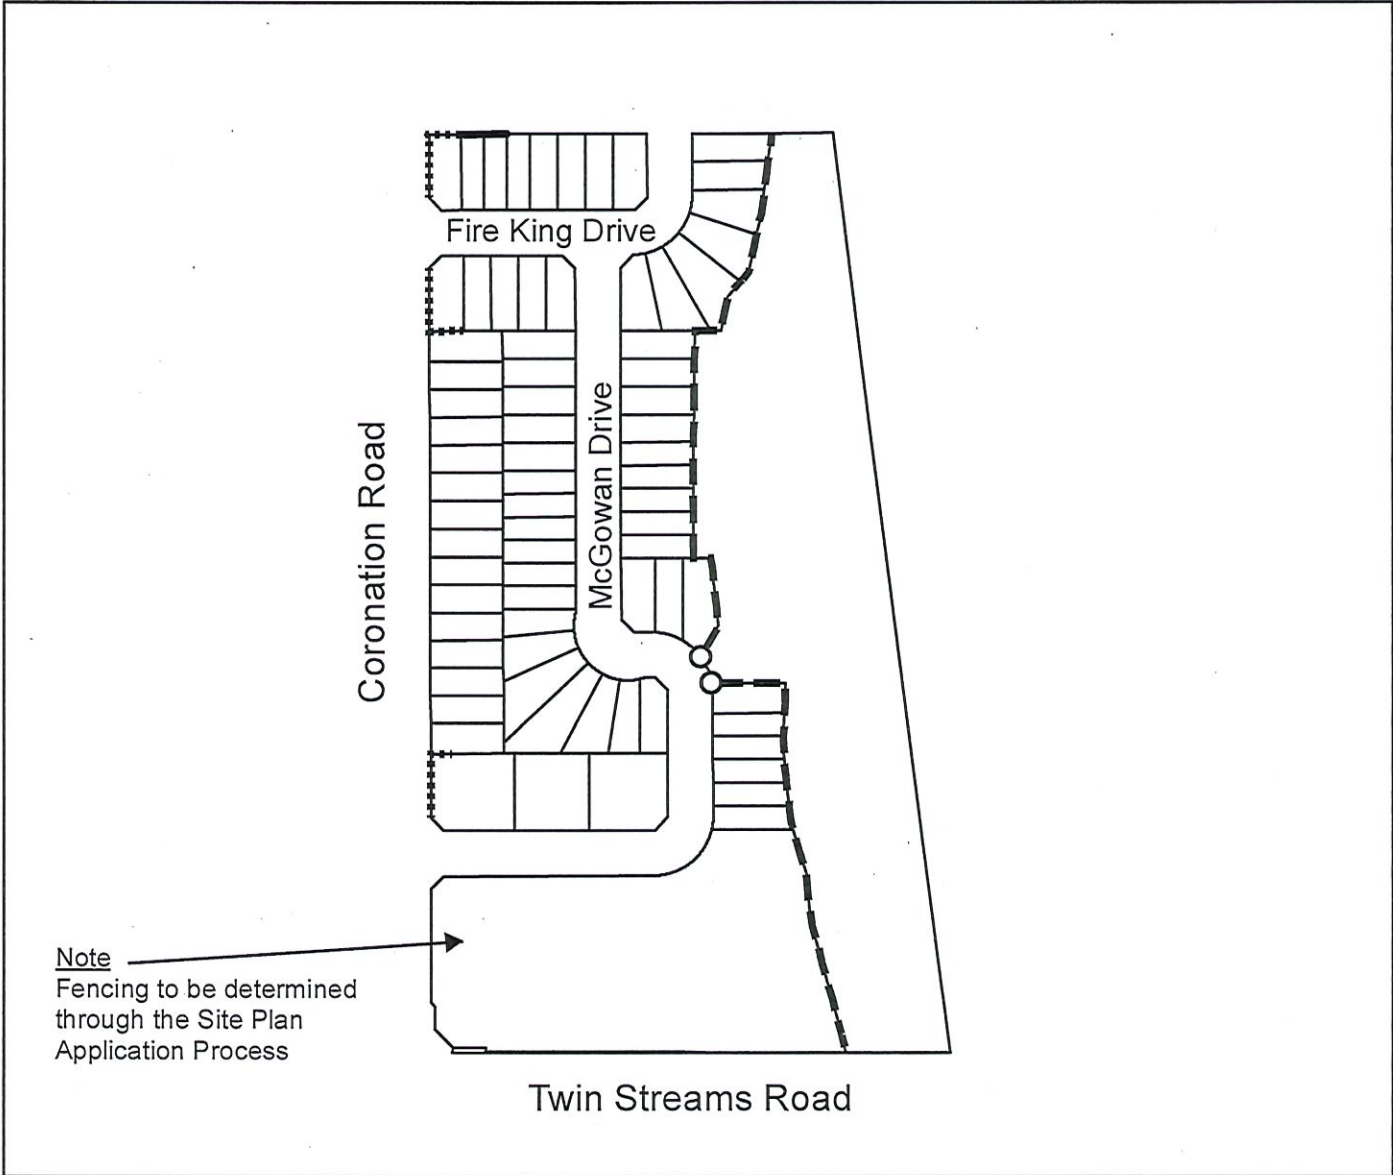 Fire King Drive
McGowan Drive
Coronation Road
Note
Fencing to be determined
through the Site Plan
Application Process
Twin Streams Road